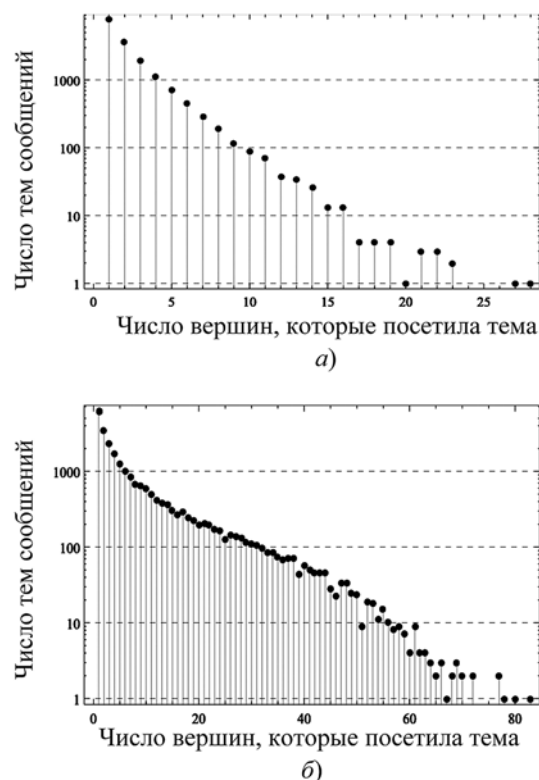 Число тем сообщений
1000
100
10
1
0 5 10 15 20 25
Число вершин, которые посетила тема
а)
Число тем сообщений
1000
100
10
1
0 20 40 60 80
Число вершин, которые посетила тема
б)